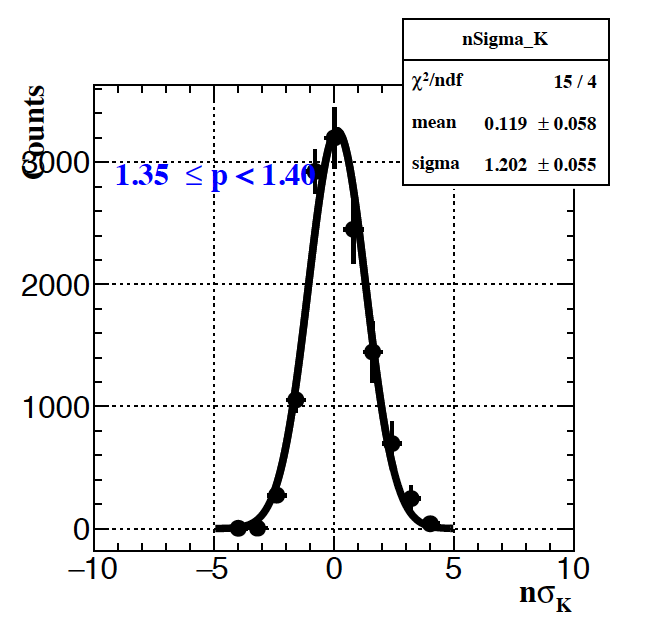 nSigma_K
χ²/ndf 15 / 4
mean 0.119 ± 0.058
sigma 1.202 ± 0.055
Counts
1.35 ≤ p < 1.40
3000
2000
1000
0
−10 −5 0 5 10
nσ_K